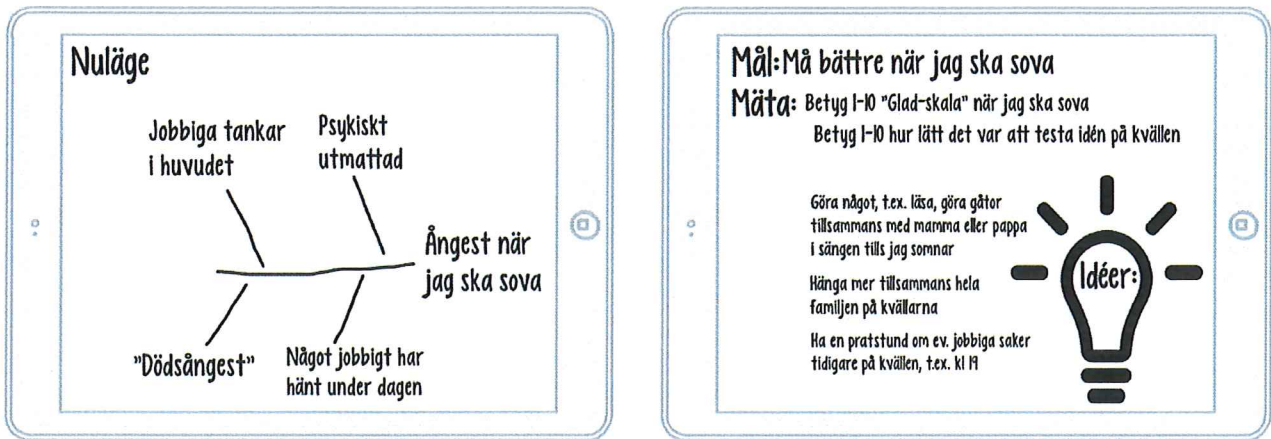 Nuläge
Jobbiga tankar
i huvudet
Psykiskt
utmattad
Ångest när
jag ska sova
"Dödsångest"
Något jobbigt har
hänt under dagen
Mål: Må bättre när jag ska sova
Mäta: Betyg 1-10 "Glad-skala" när jag ska sova
Betyg 1-10 hur lätt det var att testa idén på kvällen
Göra något, t.ex. läsa, göra gåtor
tillsammans med mamma eller pappa
i sängen tills jag somnar
Hänga mer tillsammans hela
familjen på kvällarna
Ha en pratstund om ev. jobbiga saker
tidigare på kvällen, t.ex. kl 19
Idéer: